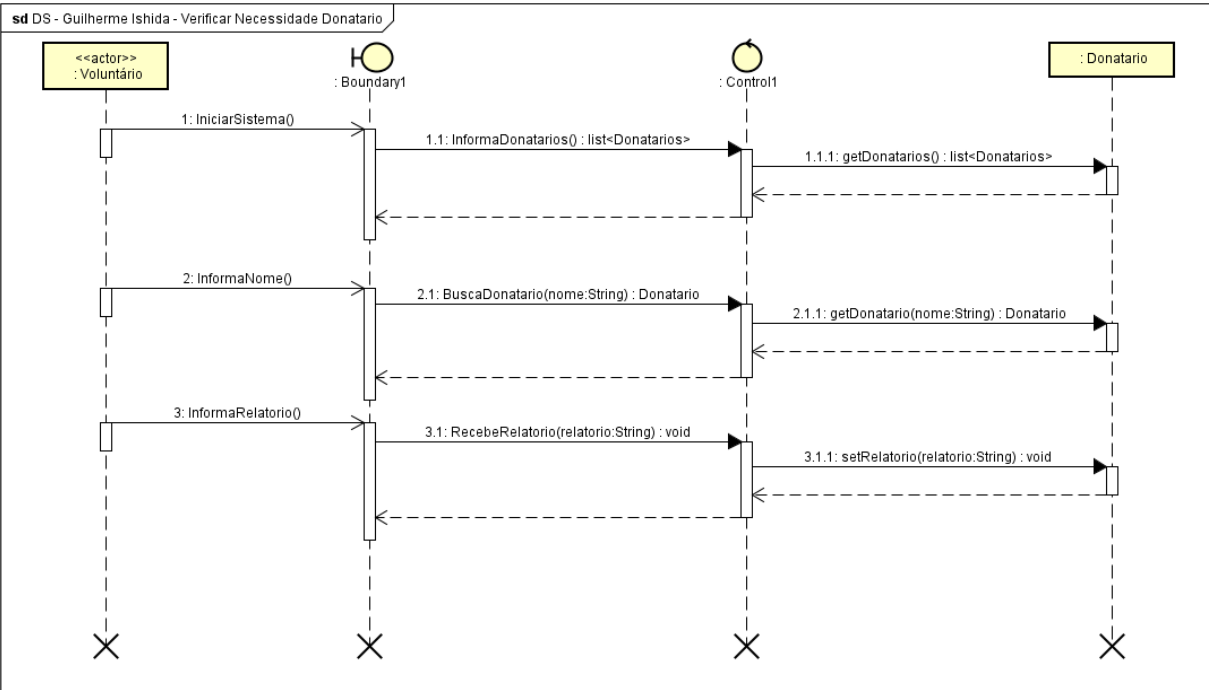 sd DS - Guilherme Ishida - Verificar Necessidade Donatario
<<actor>>
: Voluntário
: Boundary1
: Control1
: Donatario
1: IniciarSistema()
1.1: InformaDonatarios() : list<Donatarios>
1.1.1: getDonatarios() : list<Donatarios>
2: InformaNome()
2.1: BuscaDonatario(nome:String) : Donatario
2.1.1: getDonatario(nome:String) : Donatario
3: InformaRelatorio()
3.1: RecebeRelatorio(relatorio:String) : void
3.1.1: setRelatorio(relatorio:String) : void